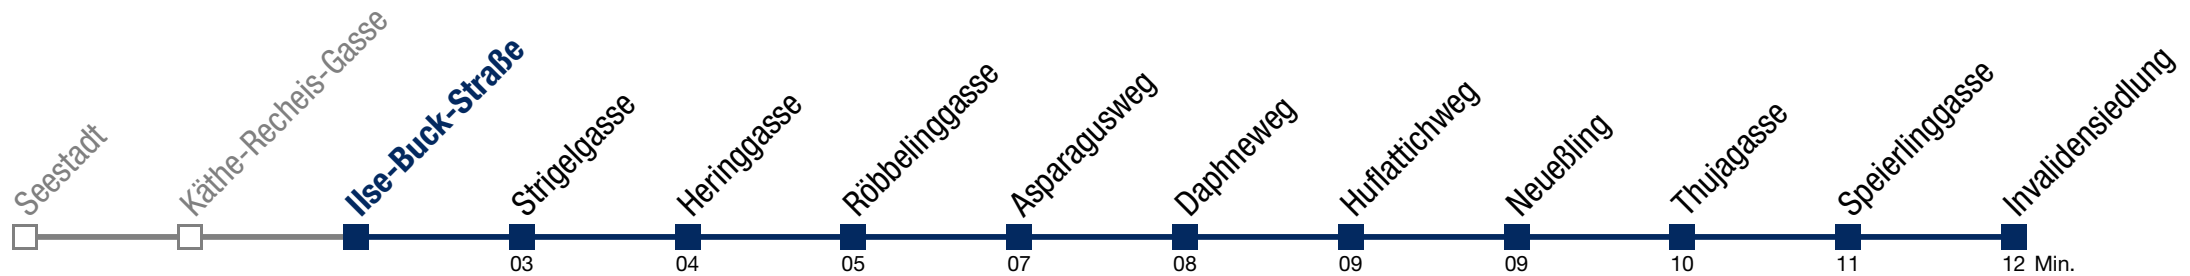 Seestadt
Käthe-Recheis-Gasse
Ilse-Buck-Straße
Strigelgasse
Heringgasse
Röbbelinggasse
Asparagusweg
Daphneweg
Huflattichweg
Neueßling
Thujagasse
Speierlinggasse
Invalidensiedlung
03 04 05 07 08 09 09 10 11 12 Min.